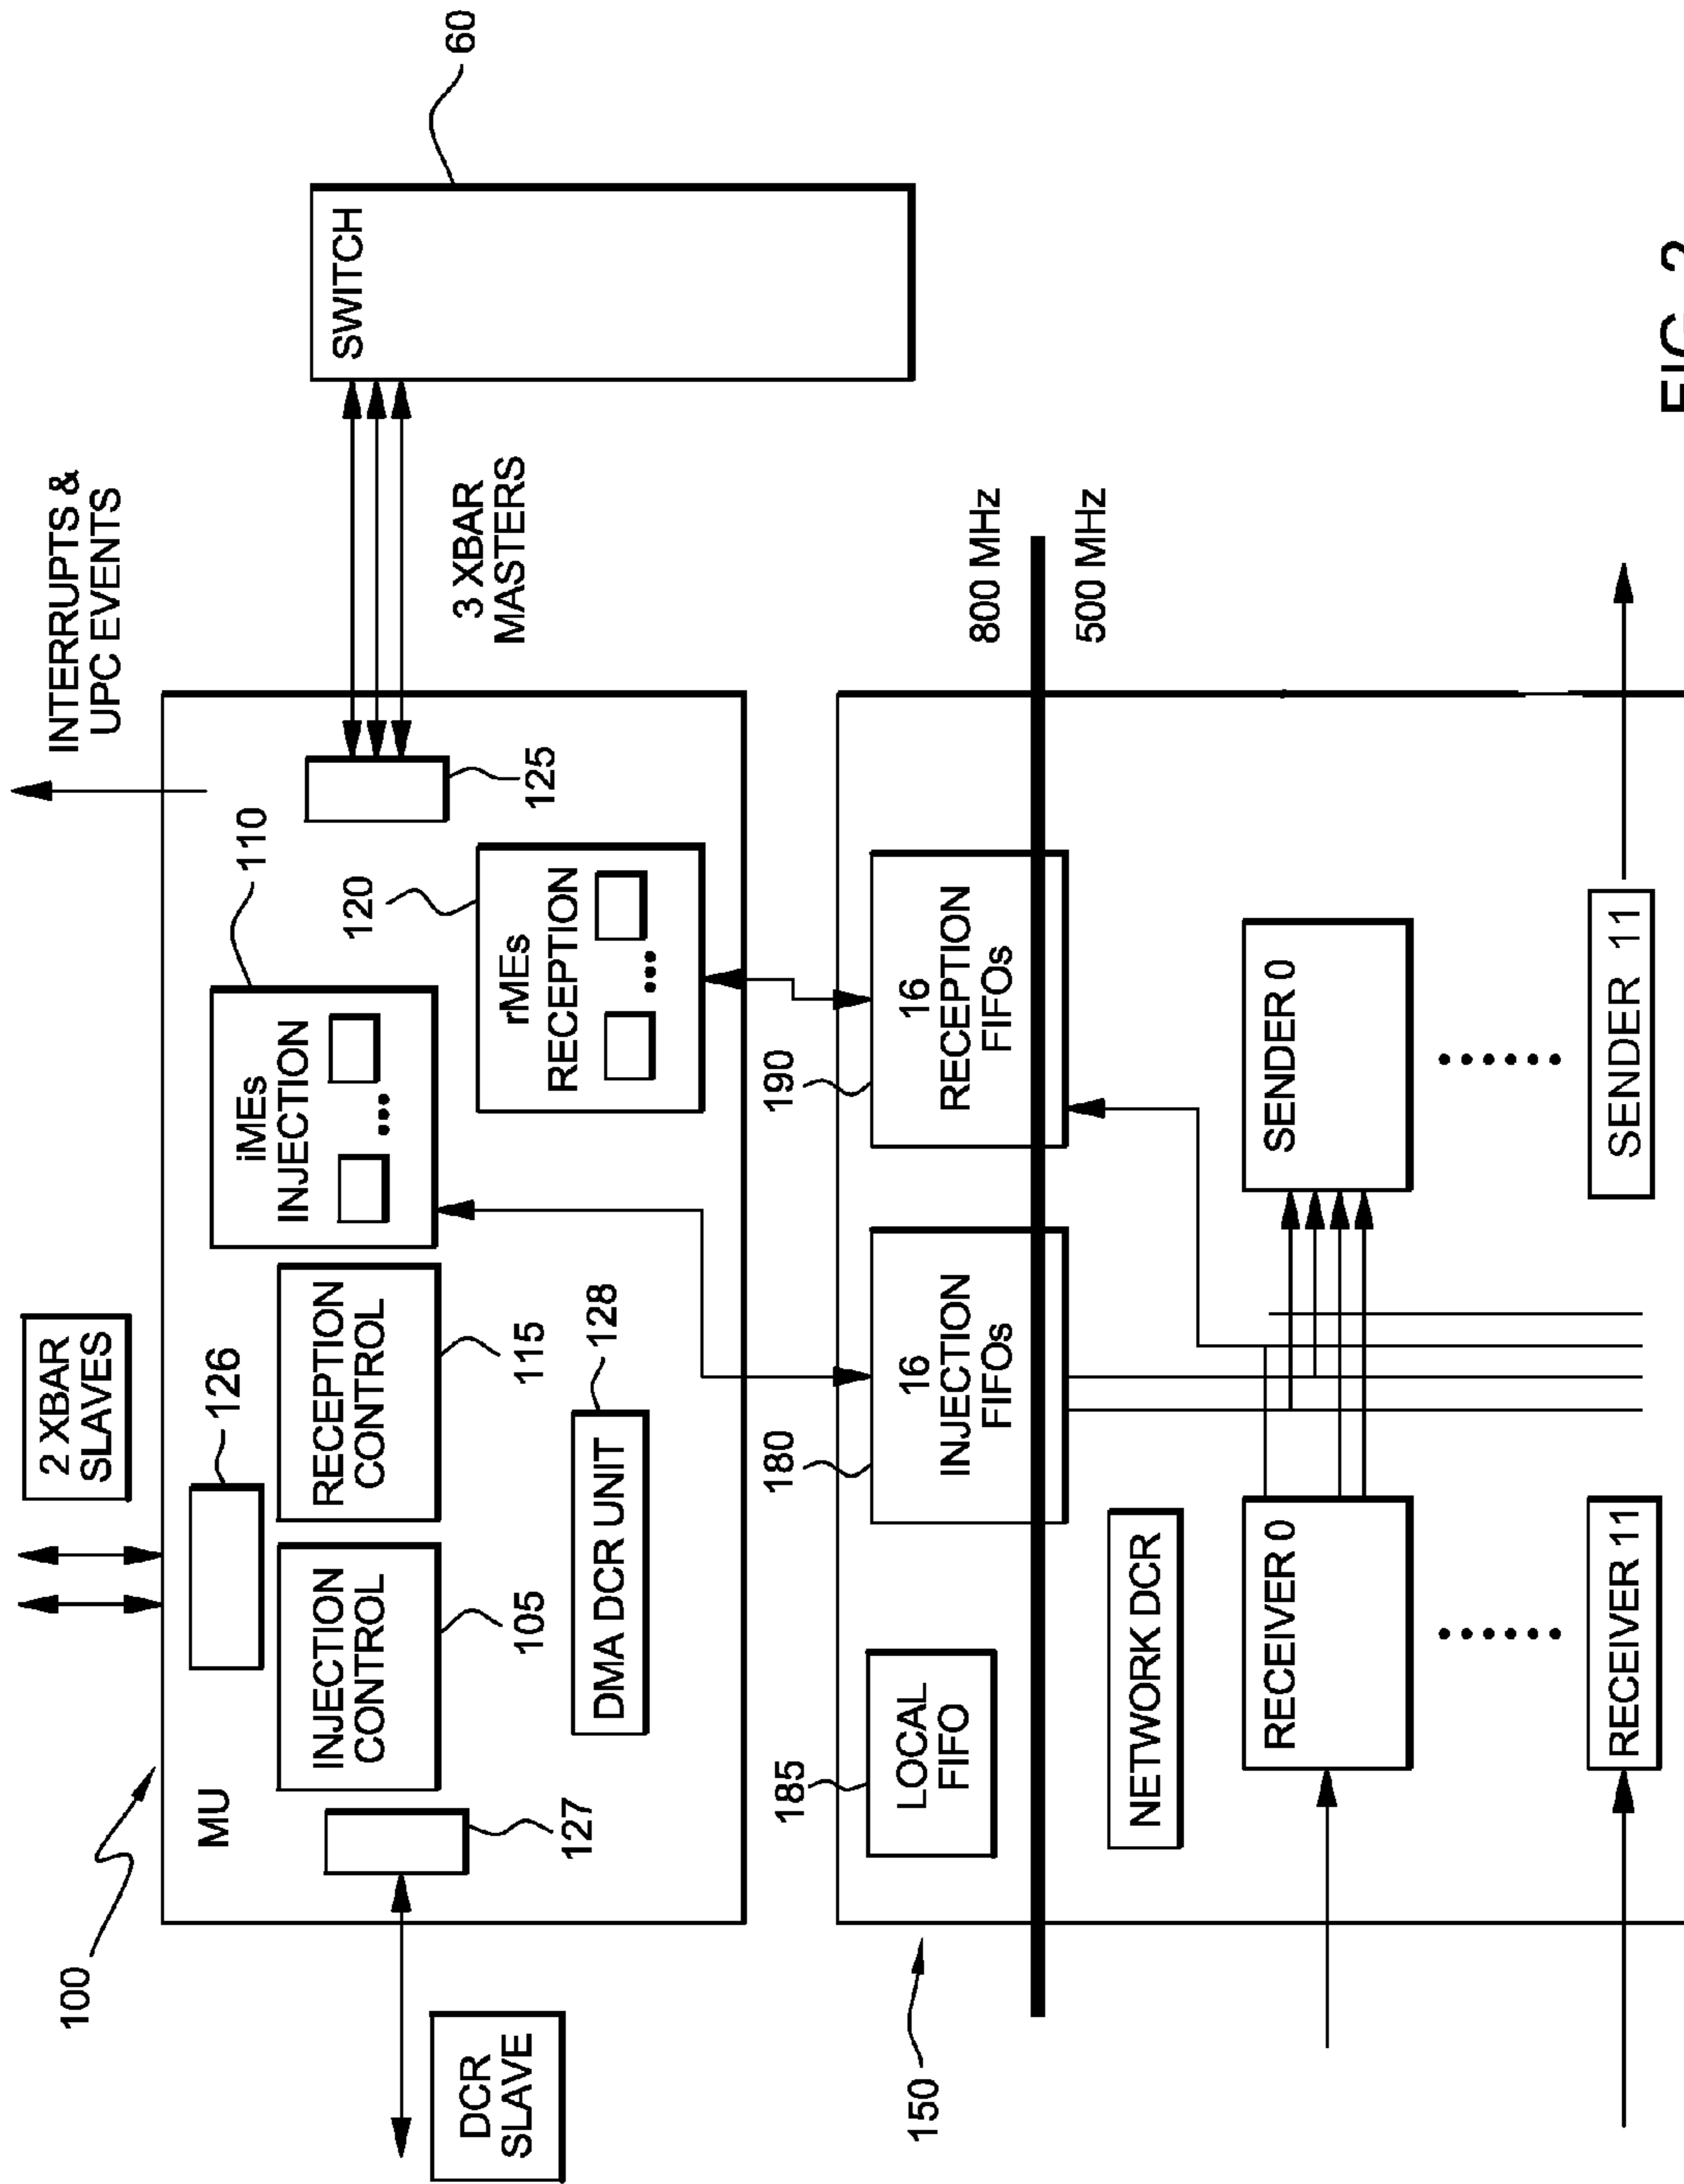 100
MU
2 XBAR
SLAVES
126
INTERRUPTS &
UPC EVENTS
INJECTION
CONTROL
105
RECEPTION
CONTROL
115
iMEs
INJECTION
...
110
127
DCR
SLAVE
DMA DCR UNIT
128
rMEs
RECEPTION
...
120
125
3 XBAR
MASTERS
SWITCH
60
150
185
LOCAL
FIFO
180
16
INJECTION
FIFOs
190
16
RECEPTION
FIFOs
800 MHz
500 MHz
NETWORK DCR
RECEIVER 0
SENDER 0
......
......
RECEIVER 11
SENDER 11